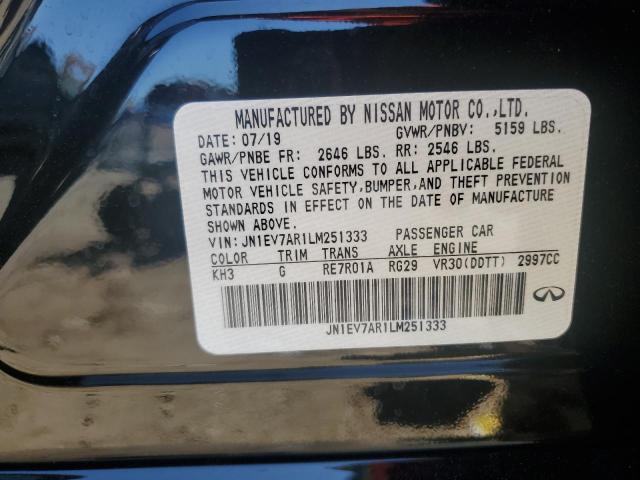 MANUFACTURED BY NISSAN MOTOR CO.,LTD.
DATE: 07/19 GVWR/PNBV: 5159 LBS.
GAWR/PNBE FR: 2646 LBS. RR: 2546 LBS.
THIS VEHICLE CONFORMS TO ALL APPLICABLE FEDERAL
MOTOR VEHICLE SAFETY,BUMPER,AND THEFT PREVENTION
STANDARDS IN EFFECT ON THE DATE OF MANUFACTURE
SHOWN ABOVE.
VIN: JN1EV7AR1LM251333 PASSENGER CAR
COLOR TRIM TRANS AXLE ENGINE
KH3 G RE7R01A RG29 VR30(DDTT) 2997CC
JN1EV7AR1LM251333